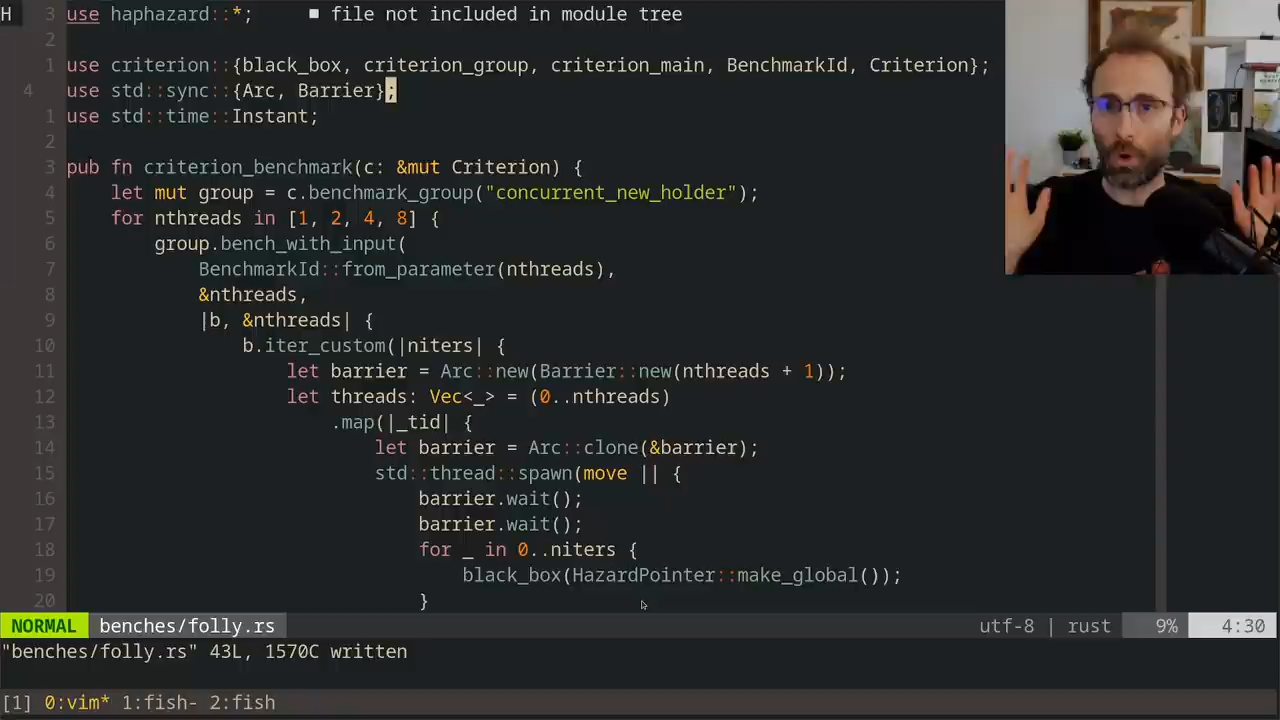 H 3 use haphazard::*; ■ file not included in module tree
2
1 use criterion::{black_box, criterion_group, criterion_main, BenchmarkId, Criterion};
4 use std::sync::{Arc, Barrier};
1 use std::time::Instant;
2
3 pub fn criterion_benchmark(c: &mut Criterion) {
4 let mut group = c.benchmark_group("concurrent_new_holder");
5 for nthreads in [1, 2, 4, 8] {
6 group.bench_with_input(
7 BenchmarkId::from_parameter(nthreads),
8 &nthreads,
9 |b, &nthreads| {
10 b.iter_custom(|niters| {
11 let barrier = Arc::new(Barrier::new(nthreads + 1));
12 let threads: Vec<_> = (0..nthreads)
13 .map(|_tid| {
14 let barrier = Arc::clone(&barrier);
15 std::thread::spawn(move || {
16 barrier.wait();
17 barrier.wait();
18 for _ in 0..niters {
19 black_box(HazardPointer::make_global());
20 }
NORMAL benches/folly.rs utf-8 | rust 9% 4:30
"benches/folly.rs" 43L, 1570C written
[1] 0:vim* 1:fish- 2:fish